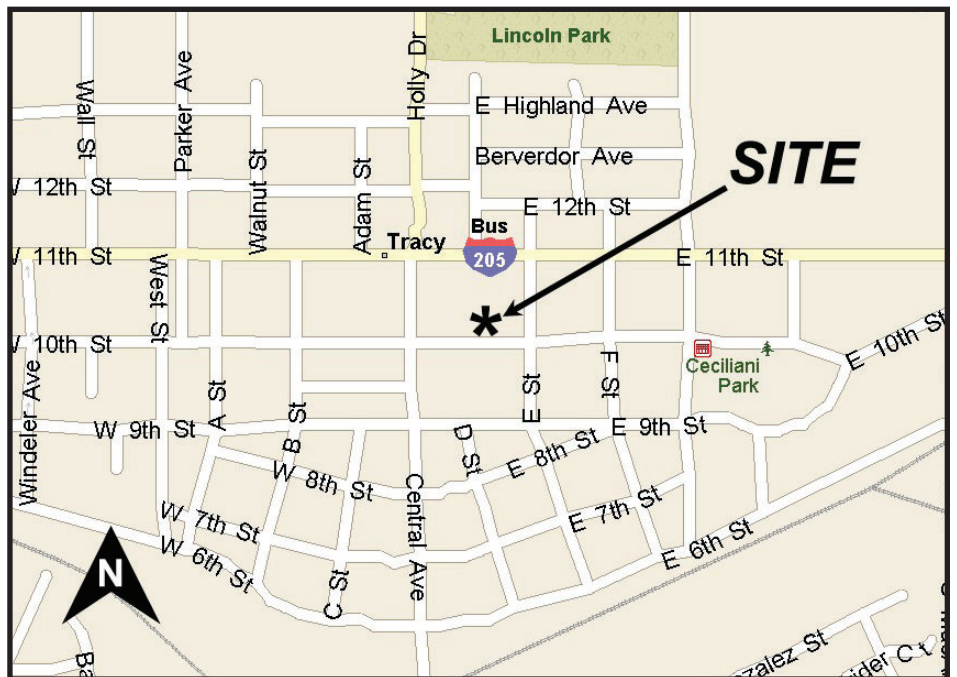 Lincoln Park
Holly Dr
Parker Ave
Wall St
E Highland Ave
Berverdor Ave
SITE
W 12th St
Walnut St
Adam St
E 12th St
Bus
205
Tracy
W 11th St
E 11th St
West St
W 10th St
E 10th St
Ceciliani
Park
Windeler Ave
A St
B St
E St
F St
W 9th St
E 9th St
D St
W 8th St
E 8th St
Central Ave
W 7th St
E 7th St
W 6th St
E 6th St
C St
N